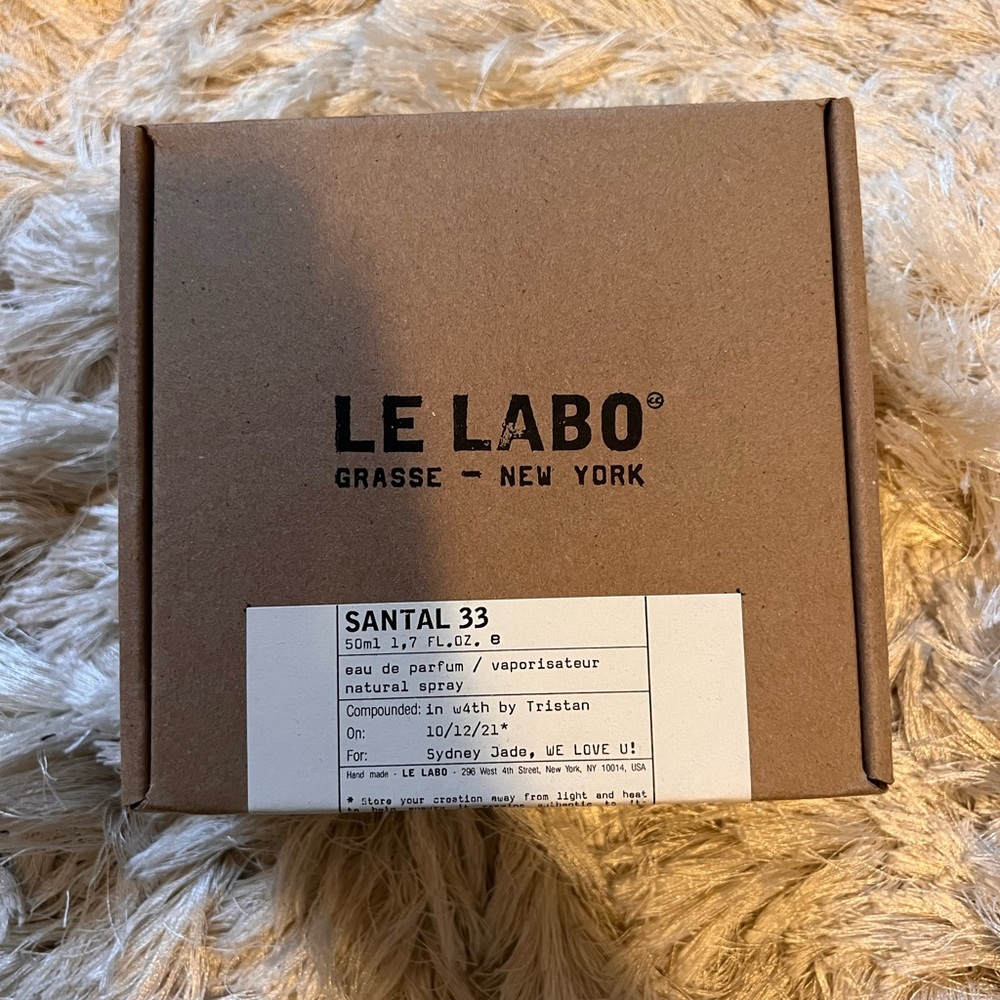 LE LABO
GRASSE — NEW YORK
SANTAL 33
50ml 1,7 FL.OZ. e
eau de parfum / vaporisateur
natural spray
Compounded: in w4th by Tristan
On: 10/12/21*
For: Sydney Jade, WE LOVE U!
Hand made - LE LABO - 296 West 4th Street, New York, NY 10014, USA
* Store your creation away from light and heat